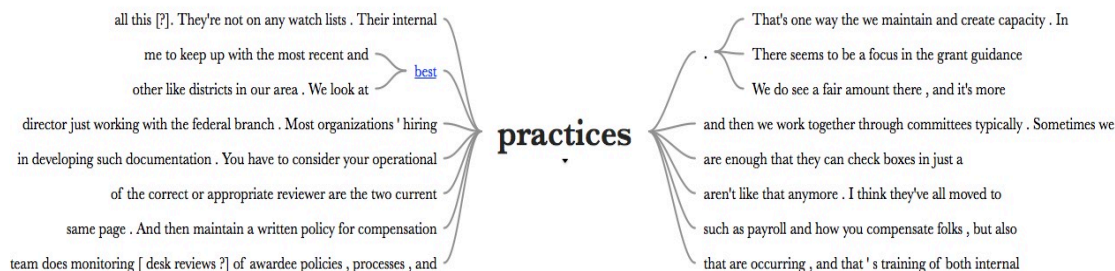 all this [?]. They're not on any watch lists . Their internal
me to keep up with the most recent and
best
other like districts in our area . We look at
director just working with the federal branch . Most organizations ' hiring
in developing such documentation . You have to consider your operational
of the correct or appropriate reviewer are the two current
same page . And then maintain a written policy for compensation
team does monitoring [ desk reviews ?] of awardee policies , processes , and
practices
.
That's one way the we maintain and create capacity . In
There seems to be a focus in the grant guidance
We do see a fair amount there , and it's more
and then we work together through committees typically . Sometimes we
are enough that they can check boxes in just a
aren't like that anymore . I think they've all moved to
such as payroll and how you compensate folks , but also
that are occurring , and that ' s training of both internal